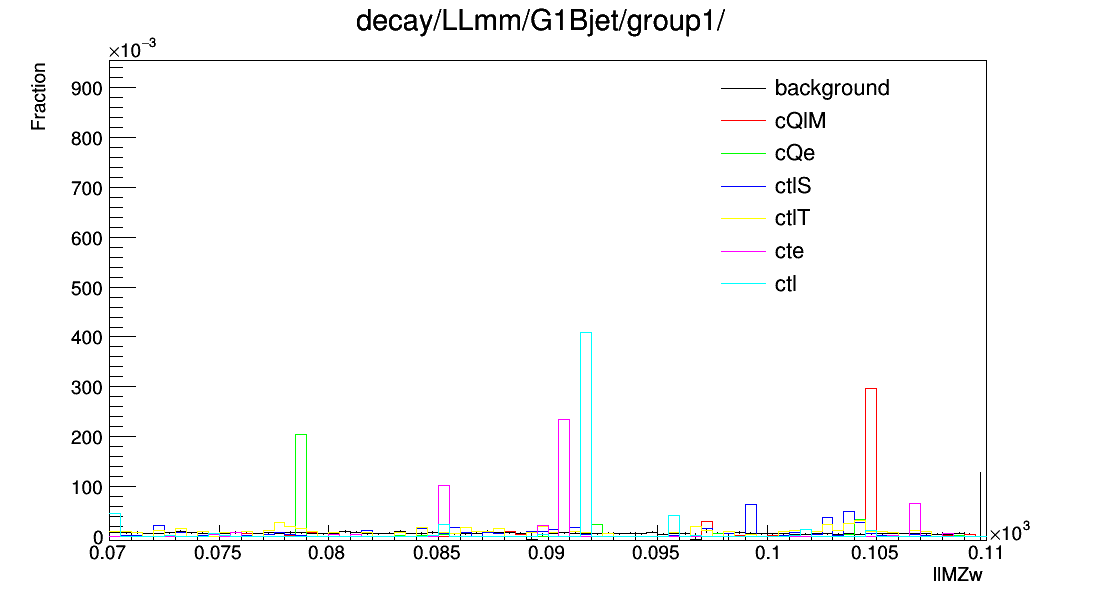 decay/LLmm/G1Bjet/group1/
×10⁻³
Fraction
900
800
700
600
500
400
300
200
100
0
background
cQlM
cQe
ctlS
ctlT
cte
ctl
0.07 0.075 0.08 0.085 0.09 0.095 0.1 0.105 0.11
×10³
llMZw